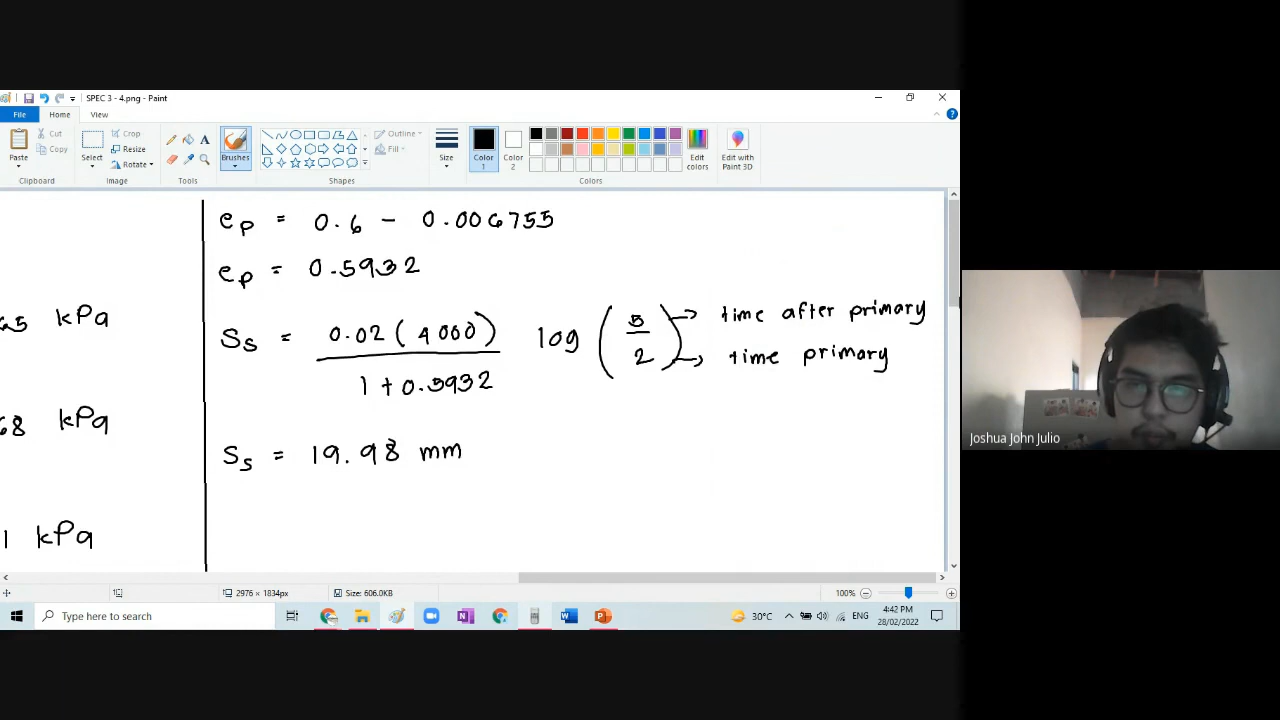 SPEC 3 - 4.png - Paint
File Home View
Paste Cut Copy
Clipboard
Select Crop Resize Rotate
Image
Tools
Brushes
Shapes
Outline
Fill
Size
Color 1
Color 2
Edit colors
Colors
Edit with Paint 3D
65 kPa
68 kPa
1 kPa
ep = 0.6 - 0.006755
ep = 0.5932
Ss = 0.02 (4000) / 1 + 0.5932 log (5/2) → time after primary
→ time primary
Ss = 19.98 mm
2976 × 1834px
Size: 606.0KB
100%
Type here to search
30°C
ENG
4:42 PM
28/02/2022
Joshua John Julio